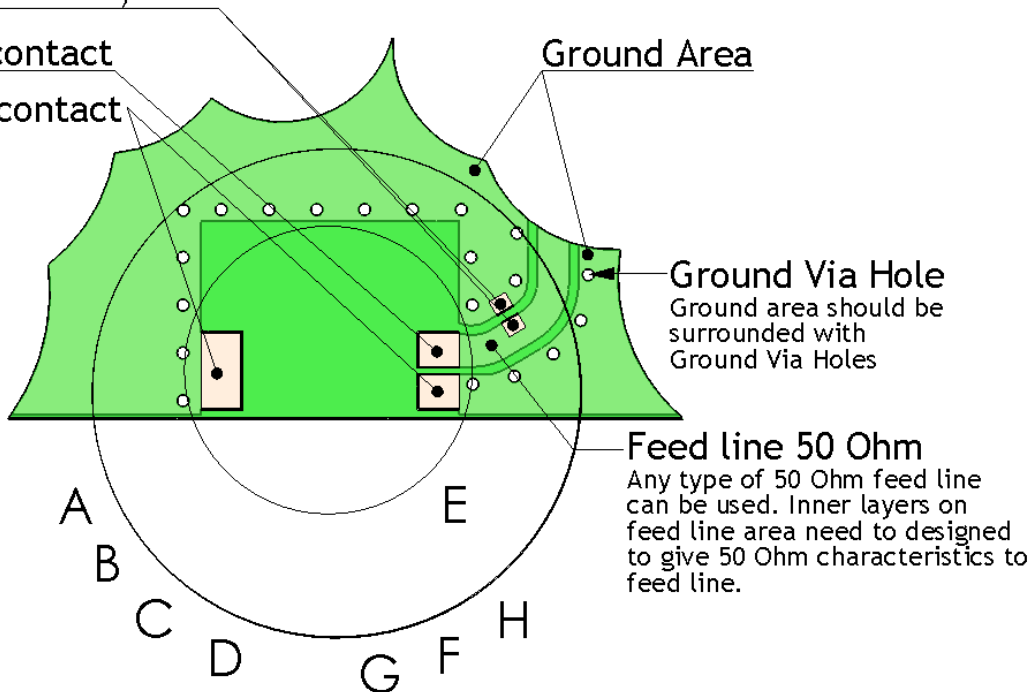 contact
Ground Area
contact
Ground Via Hole
Ground area should be
surrounded with
Ground Via Holes
Feed line 50 Ohm
Any type of 50 Ohm feed line
can be used. Inner layers on
feed line area need to designed
to give 50 Ohm characteristics to
feed line.
A
E
B
C
H
D
F
G